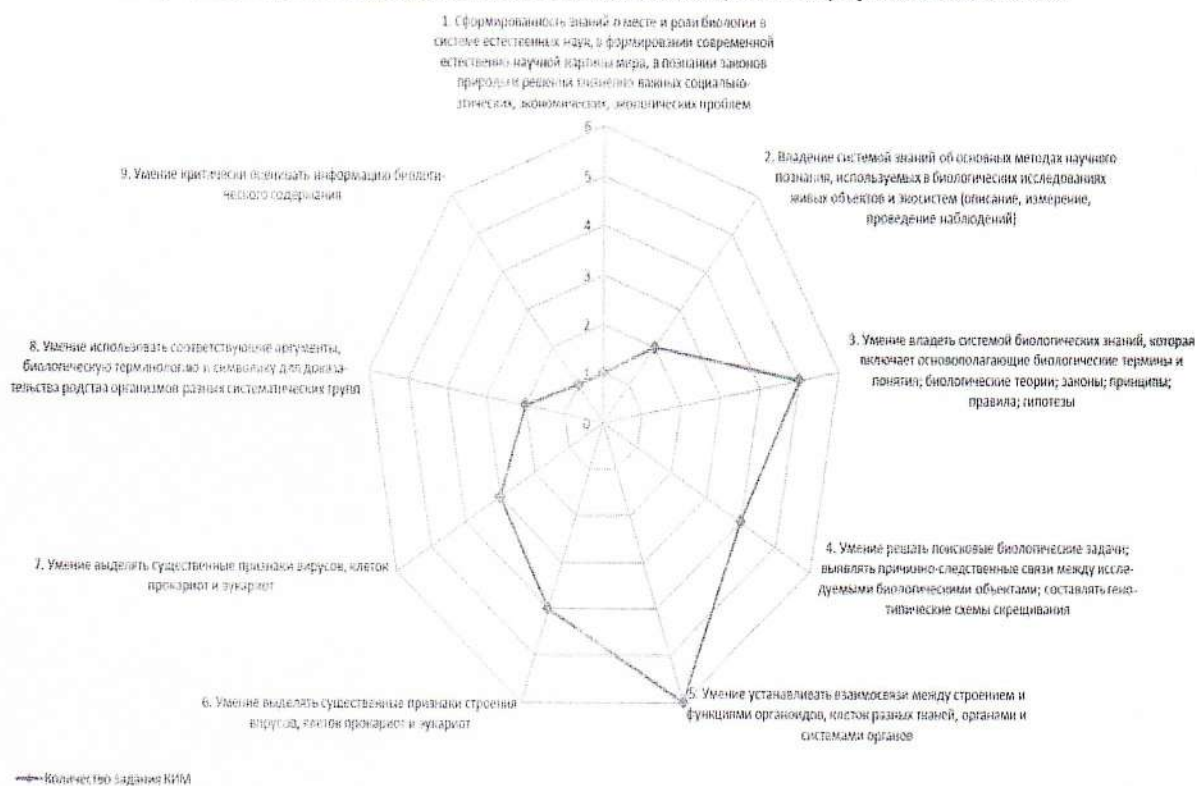 1. Сформированность знаний о месте и роли биологии в
системе естественных наук, в формировании современной
естественно-научной картины мира, в познании законов
природы и решении жизненно важных социально-
этических, экономических, экологических проблем
6
5
4
3
2
1
0
2. Владение системой знаний об основных методах научного
познания, используемых в биологических исследованиях
живых объектов и экосистем (описание, измерение,
проведение наблюдений)
3. Умение владеть системой биологических знаний, которая
включает основополагающие биологические термины и
понятия; биологические теории; законы; принципы;
правила; гипотезы
4. Умение решать поисковые биологические задачи;
выявлять причинно-следственные связи между иссле-
дуемыми биологическими объектами; составлять гено-
типические схемы скрещивания
5. Умение устанавливать взаимосвязи между строением и
функциями органоидов, клеток разных тканей, органами и
системами органов
6. Умение выделять существенные признаки строения
вирусов, клеток прокариот и эукариот
7. Умение выделять существенные признаки вирусов, клеток
прокариот и эукариот
8. Умение использовать соответствующие аргументы,
биологическую терминологию и символику для доказа-
тельства родства организмов разных систематических групп
9. Умение критически оценивать информацию биологи-
ческого содержания
Количество задания КИМ